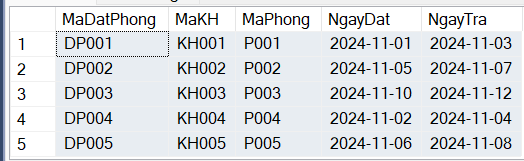 MaDatPhong MaKH MaPhong NgayDat NgayTra
1 DP001 KH001 P001 2024-11-01 2024-11-03
2 DP002 KH002 P002 2024-11-05 2024-11-07
3 DP003 KH003 P003 2024-11-10 2024-11-12
4 DP004 KH004 P004 2024-11-02 2024-11-04
5 DP005 KH005 P005 2024-11-06 2024-11-08